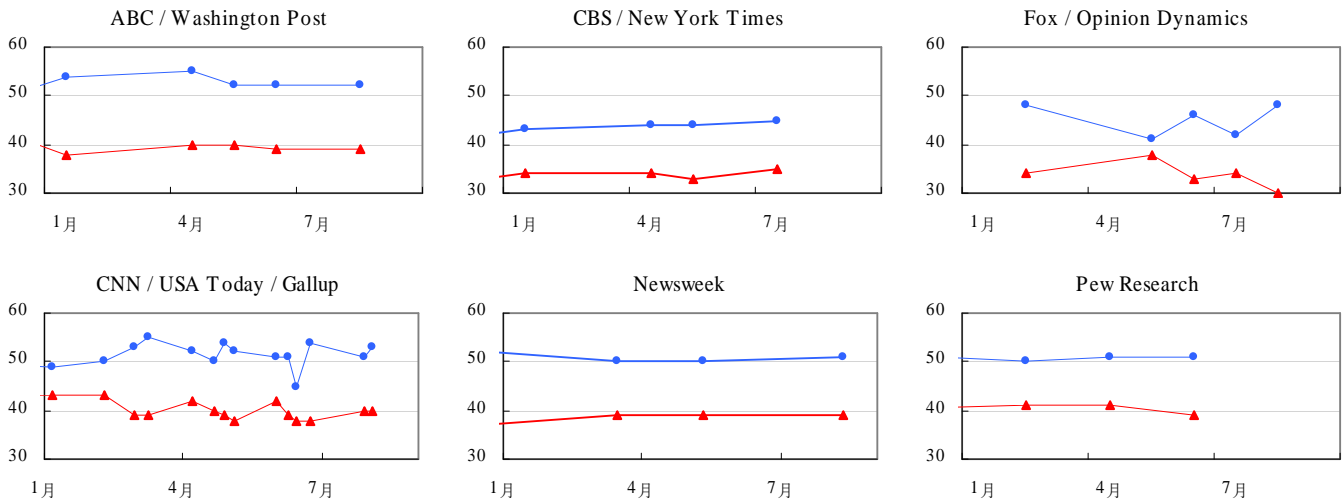 ABC / Washington Post
60
50
40
30
1月 4月 7月
CBS / New York Times
60
50
40
30
1月 4月 7月
Fox / Opinion Dynamics
60
50
40
30
1月 4月 7月
CNN / USA Today / Gallup
60
50
40
30
1月 4月 7月
Newsweek
60
50
40
30
1月 4月 7月
Pew Research
60
50
40
30
1月 4月 7月